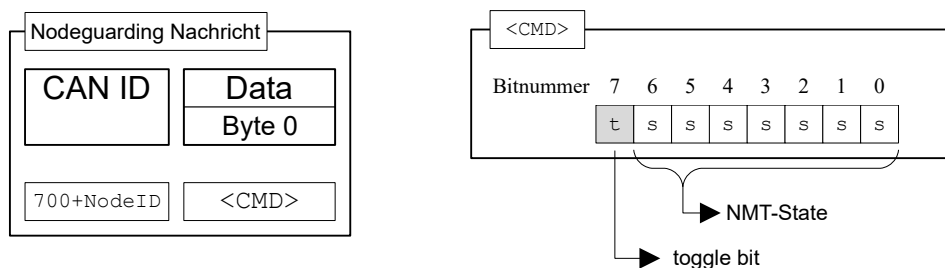 Nodeguarding Nachricht
CAN ID
Data
Byte 0
700+NodeID
<CMD>
<CMD>
Bitnummer 7 6 5 4 3 2 1 0
t s s s s s s s
NMT-State
toggle bit